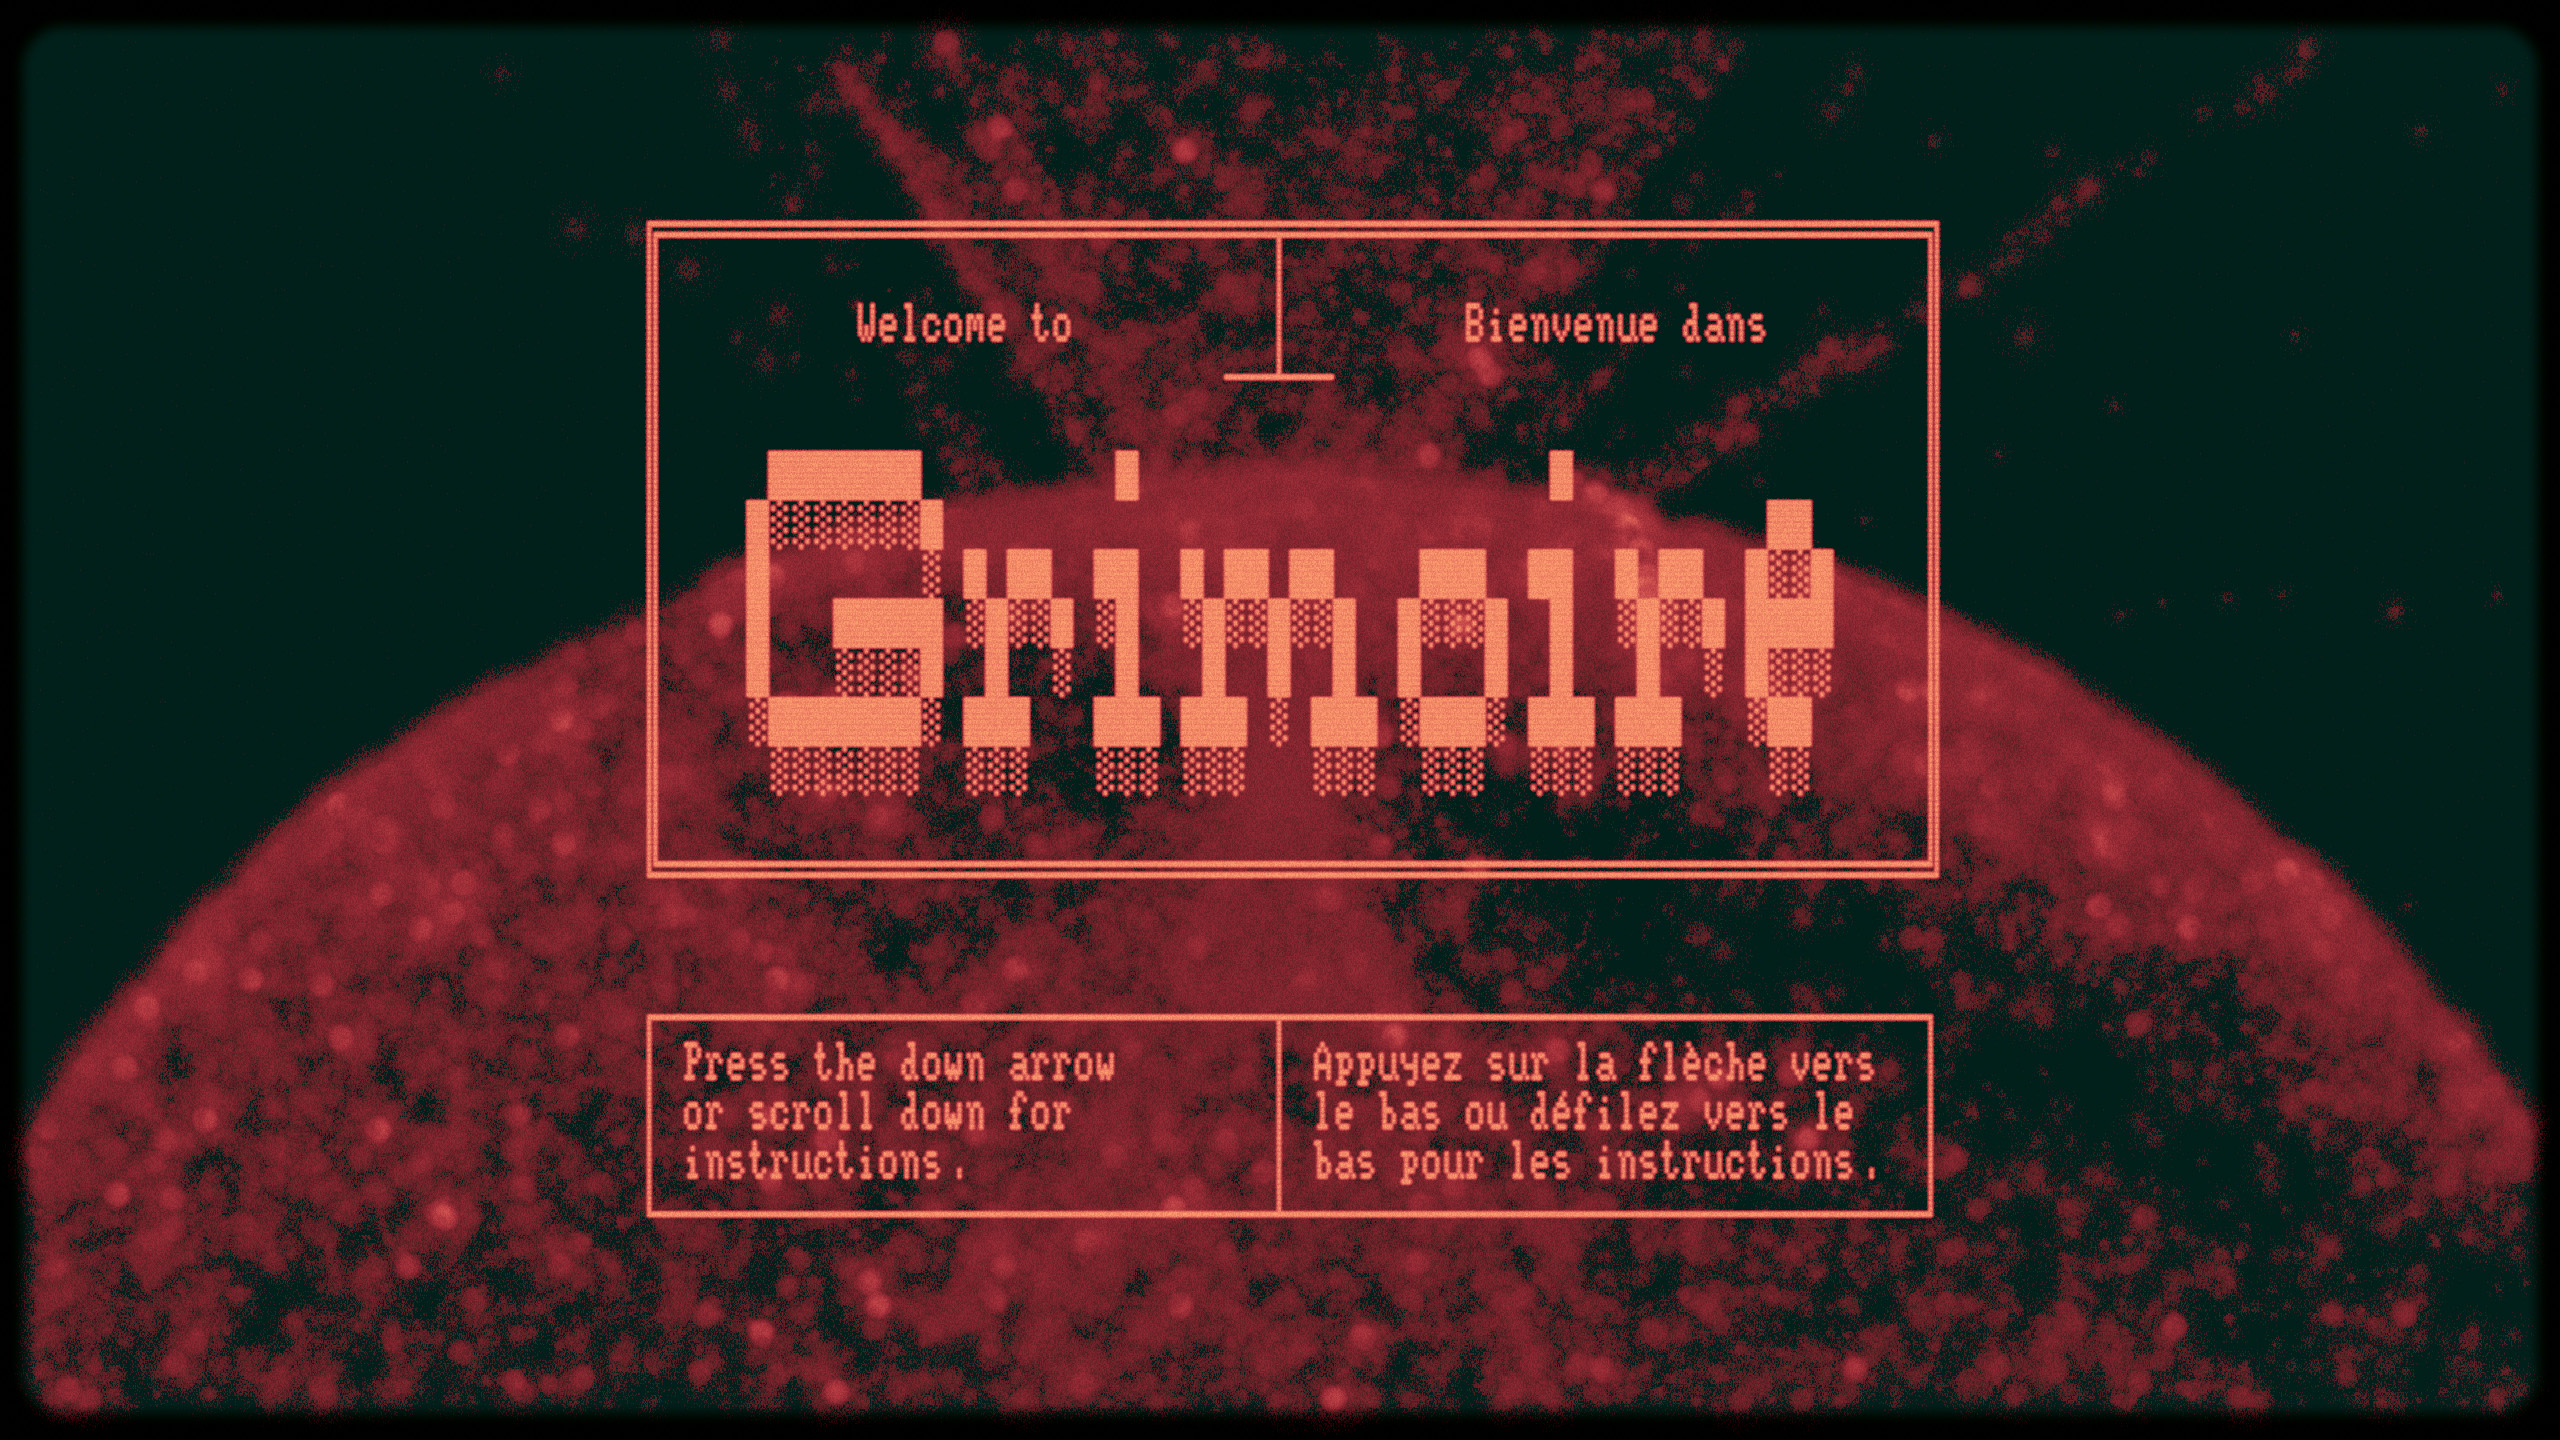 Welcome to
Bienvenue dans
Grimoire
Press the down arrow
or scroll down for
instructions.
Appuyez sur la flèche vers
le bas ou défilez vers le
bas pour les instructions.